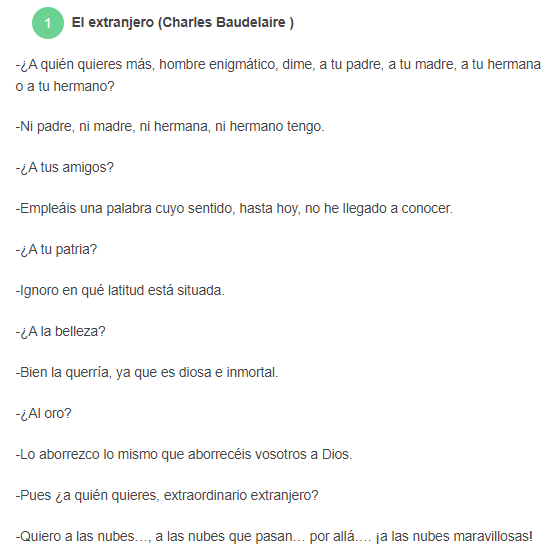 1 El extranjero (Charles Baudelaire )
-¿A quién quieres más, hombre enigmático, dime, a tu padre, a tu madre, a tu hermana
o a tu hermano?
-Ni padre, ni madre, ni hermana, ni hermano tengo.
-¿A tus amigos?
-Empleáis una palabra cuyo sentido, hasta hoy, no he llegado a conocer.
-¿A tu patria?
-Ignoro en qué latitud está situada.
-¿A la belleza?
-Bien la querría, ya que es diosa e inmortal.
-¿Al oro?
-Lo aborrezco lo mismo que aborrecéis vosotros a Dios.
-Pues ¿a quién quieres, extraordinario extranjero?
-Quiero a las nubes…, a las nubes que pasan… por allá…. ¡a las nubes maravillosas!